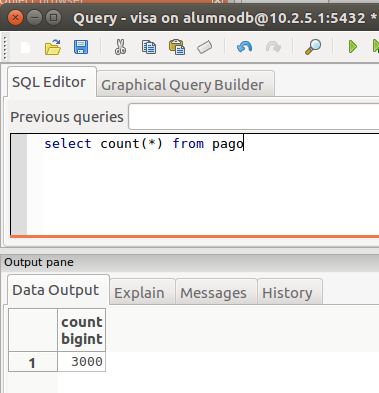 Query - visa on alumnodb@10.2.5.1:5432 *
SQL Editor
Graphical Query Builder
Previous queries
select count(*) from pago
Output pane
Data Output
Explain
Messages
History
count
bigint
1
3000